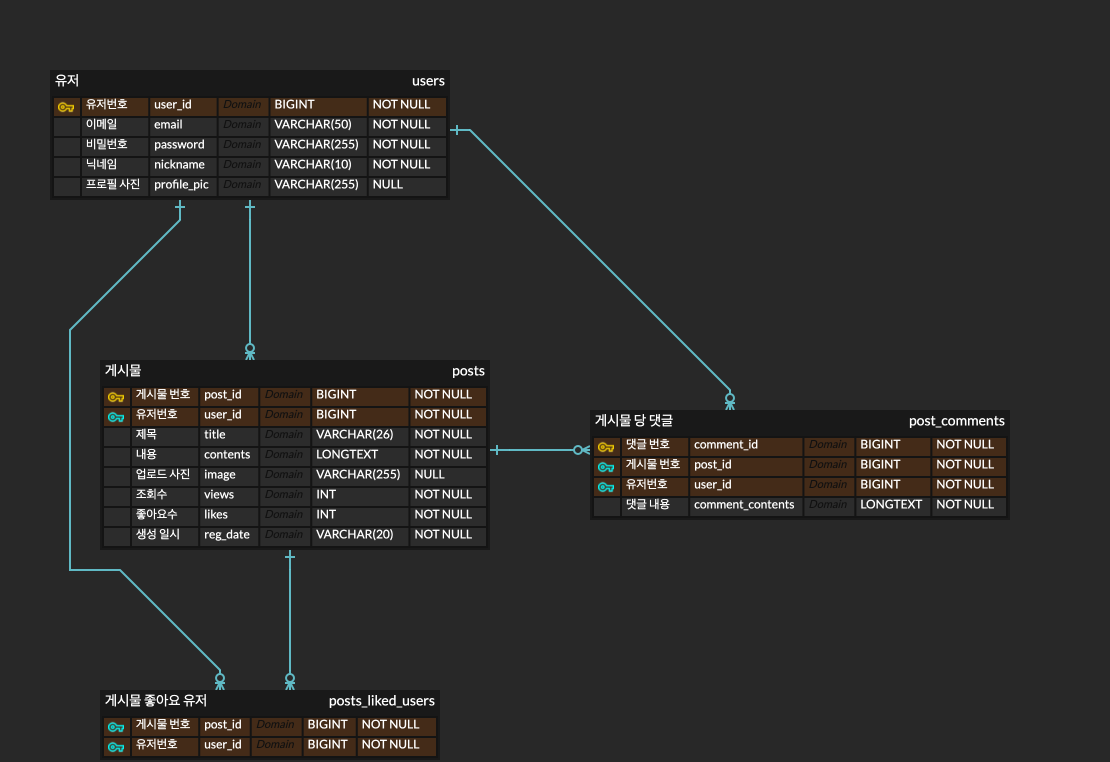 유저 users
유저번호 user_id Domain BIGINT NOT NULL
이메일 email Domain VARCHAR(50) NOT NULL
비밀번호 password Domain VARCHAR(255) NOT NULL
닉네임 nickname Domain VARCHAR(10) NOT NULL
프로필 사진 profile_pic Domain VARCHAR(255) NULL
게시물 posts
게시물 번호 post_id Domain BIGINT NOT NULL
유저번호 user_id Domain BIGINT NOT NULL
제목 title Domain VARCHAR(26) NOT NULL
내용 contents Domain LONGTEXT NOT NULL
업로드 사진 image Domain VARCHAR(255) NULL
조회수 views Domain INT NOT NULL
좋아요수 likes Domain INT NOT NULL
생성 일시 reg_date Domain VARCHAR(20) NOT NULL
게시물 당 댓글 post_comments
댓글 번호 comment_id Domain BIGINT NOT NULL
게시물 번호 post_id Domain BIGINT NOT NULL
유저번호 user_id Domain BIGINT NOT NULL
댓글 내용 comment_contents Domain LONGTEXT NOT NULL
게시물 좋아요 유저 posts_liked_users
게시물 번호 post_id Domain BIGINT NOT NULL
유저번호 user_id Domain BIGINT NOT NULL